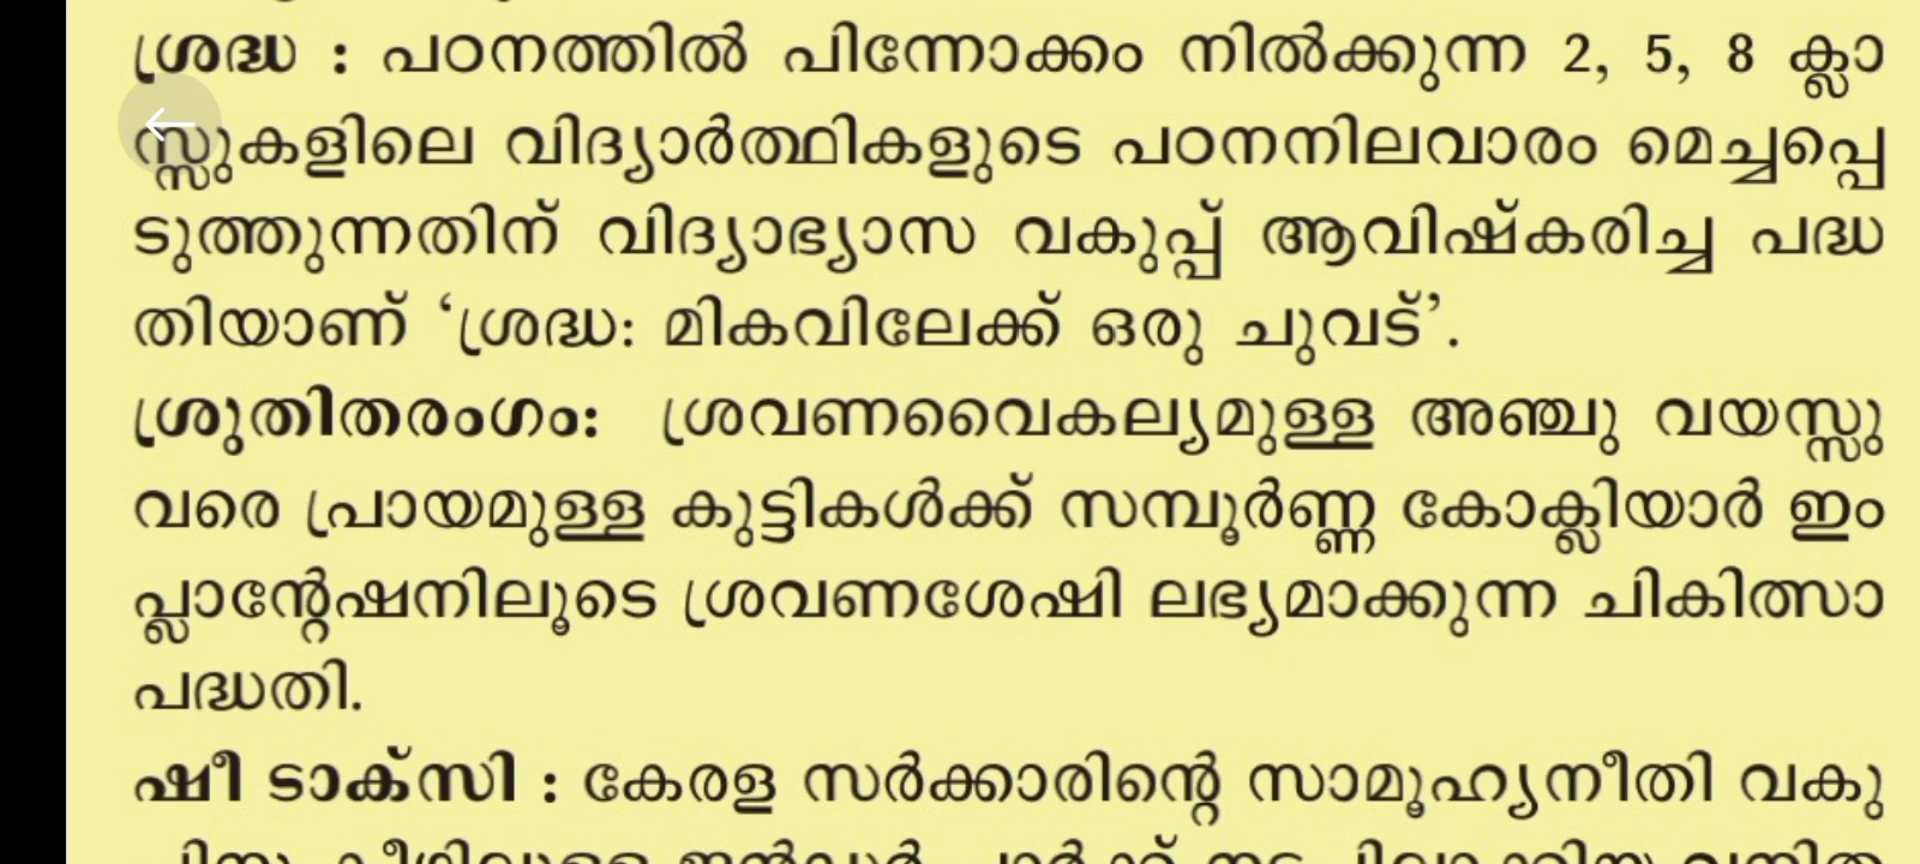 ശ്രദ്ധ : പഠനത്തിൽ പിന്നോക്കം നിൽക്കുന്ന 2, 5, 8 ക്ലാ
സ്സുകളിലെ വിദ്യാർത്ഥികളുടെ പഠനനിലവാരം മെച്ചപ്പെ
ടുത്തുന്നതിന് വിദ്യാഭ്യാസ വകുപ്പ് ആവിഷ്കരിച്ച പദ്ധ
തിയാണ് ‘ശ്രദ്ധ: മികവിലേക്ക് ഒരു ചുവട്’.
ശ്രുതിതരംഗം: ശ്രവണവൈകല്യമുള്ള അഞ്ചു വയസ്സു
വരെ പ്രായമുള്ള കുട്ടികൾക്ക് സമ്പൂർണ്ണ കോക്ലിയാർ ഇം
പ്ലാന്റേഷനിലൂടെ ശ്രവണശേഷി ലഭ്യമാക്കുന്ന ചികിത്സാ
പദ്ധതി.
ഷീ ടാക്സി : കേരള സർക്കാരിന്റെ സാമൂഹ്യനീതി വകു